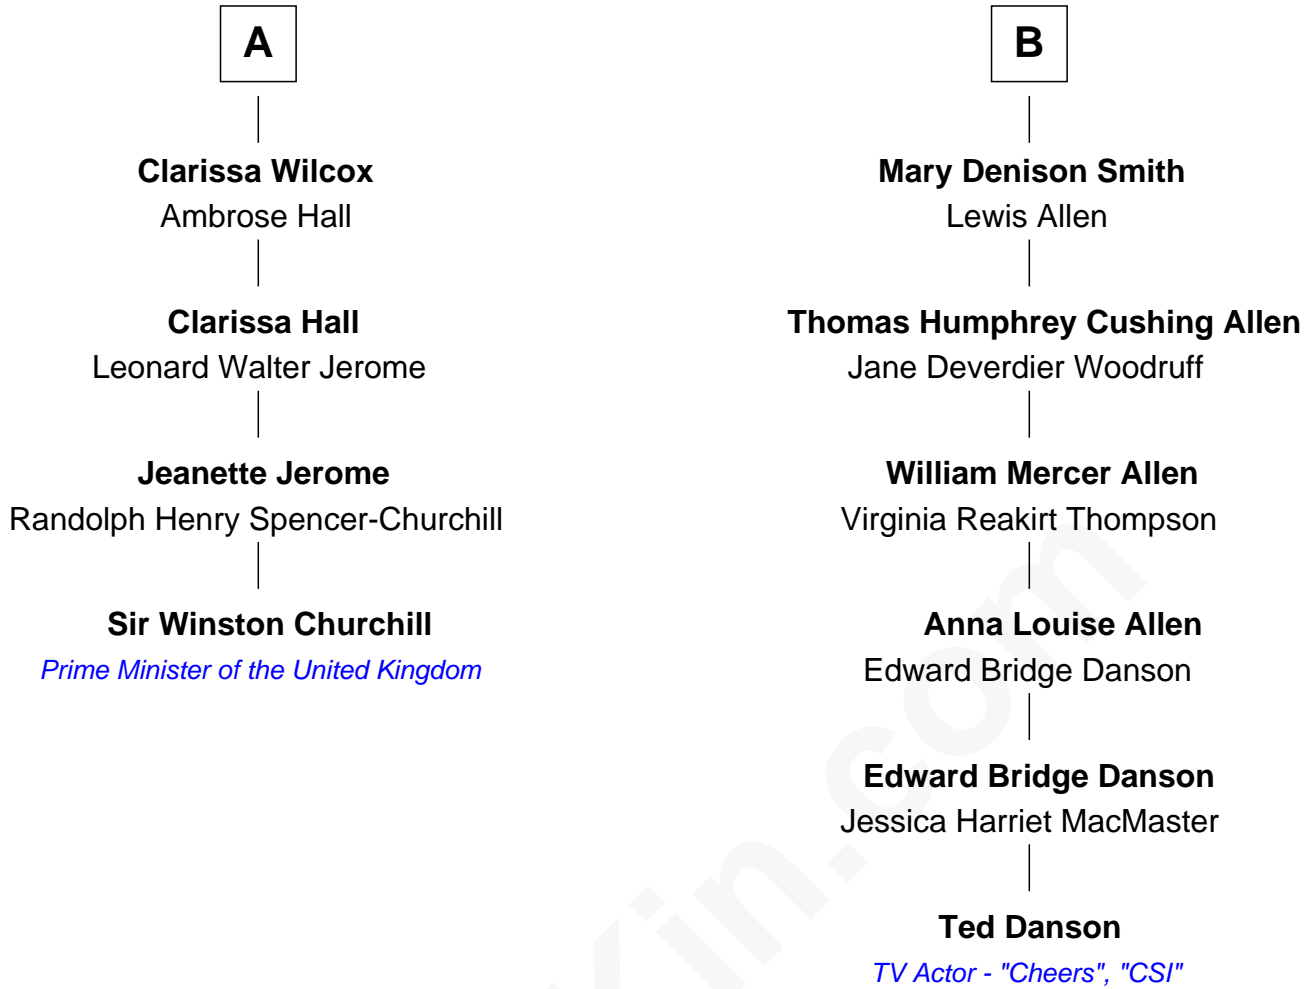 A
Clarissa Wilcox
Ambrose Hall
Clarissa Hall
Leonard Walter Jerome
Jeanette Jerome
Randolph Henry Spencer-Churchill
Sir Winston Churchill
Prime Minister of the United Kingdom
B
Mary Denison Smith
Lewis Allen
Thomas Humphrey Cushing Allen
Jane Deverdier Woodruff
William Mercer Allen
Virginia Reakirt Thompson
Anna Louise Allen
Edward Bridge Danson
Edward Bridge Danson
Jessica Harriet MacMaster
Ted Danson
TV Actor - "Cheers", "CSI"
Kin.com